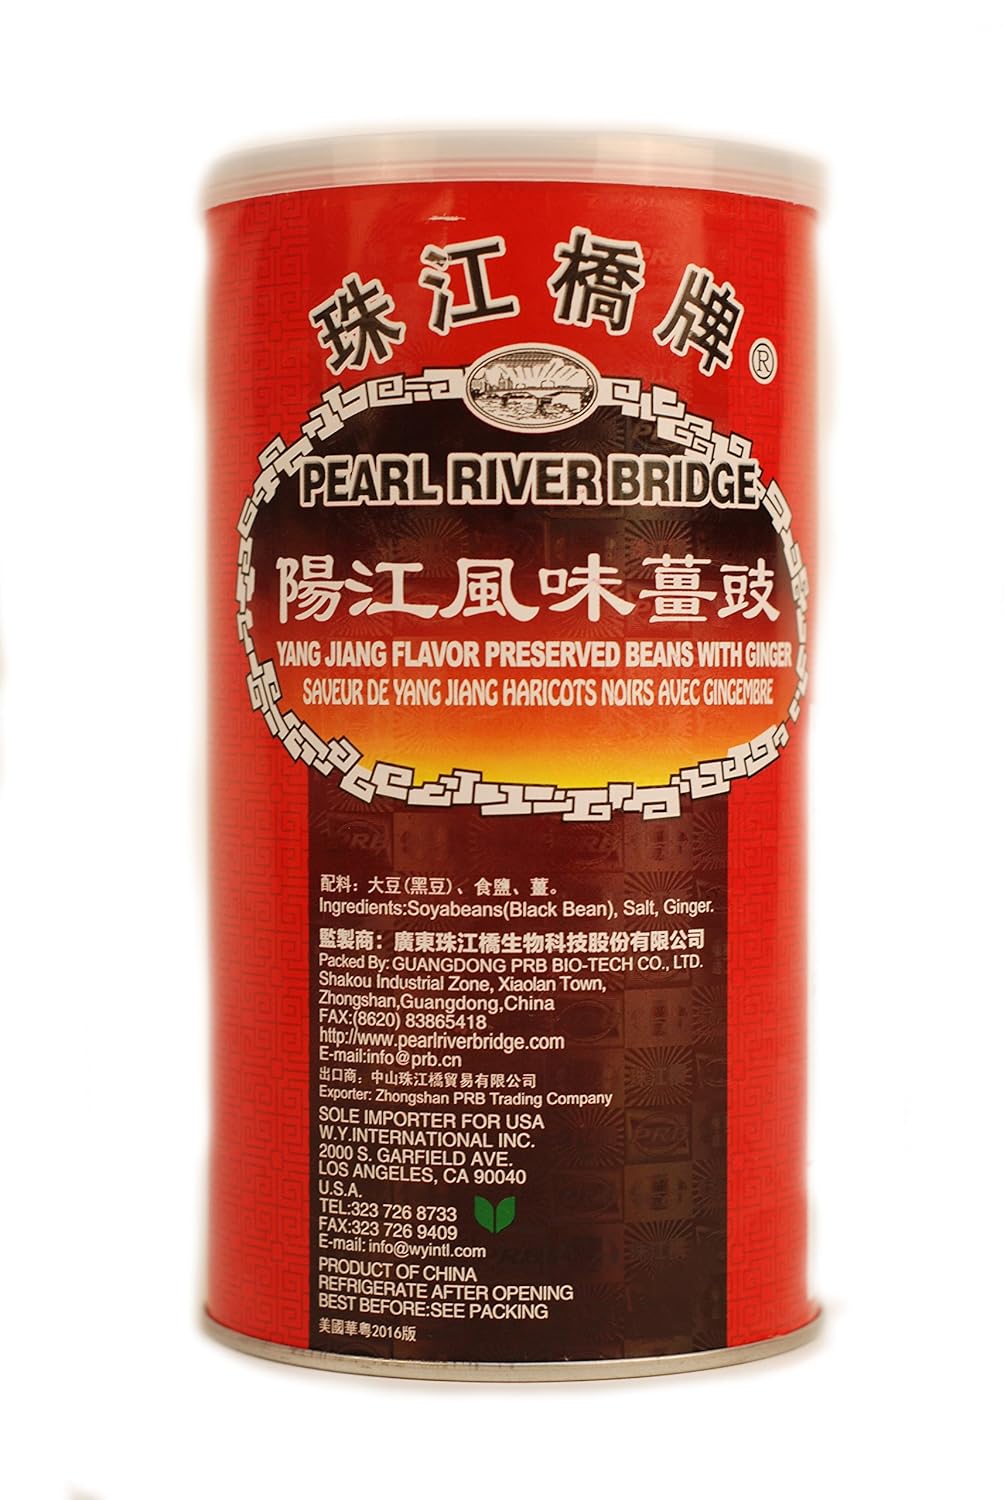 珠江橋牌®
PEARL RIVER BRIDGE
陽江風味薑豉
YANG JIANG FLAVOR PRESERVED BEANS WITH GINGER
SAVEUR DE YANG JIANG HARICOTS NOIRS AVEC GINGEMBRE
配料：大豆(黑豆)、食鹽、薑。
Ingredients:Soyabeans(Black Bean), Salt, Ginger.
監製商：廣東珠江橋生物科技股份有限公司
Packed By: GUANGDONG PRB BIO-TECH CO., LTD.
Shakou Industrial Zone, Xiaolan Town,
Zhongshan,Guangdong,China
FAX:(8620) 83865418
http://www.pearlriverbridge.com
E-mail:info@prb.cn
出口商：中山珠江橋貿易有限公司
Exporter: Zhongshan PRB Trading Company
SOLE IMPORTER FOR USA
W.Y.INTERNATIONAL INC.
2000 S. GARFIELD AVE.
LOS ANGELES, CA 90040
U.S.A.
TEL:323 726 8733
FAX:323 726 9409
E-mail: info@wyintl.com
PRODUCT OF CHINA
REFRIGERATE AFTER OPENING
BEST BEFORE:SEE PACKING
美國華粵2016版